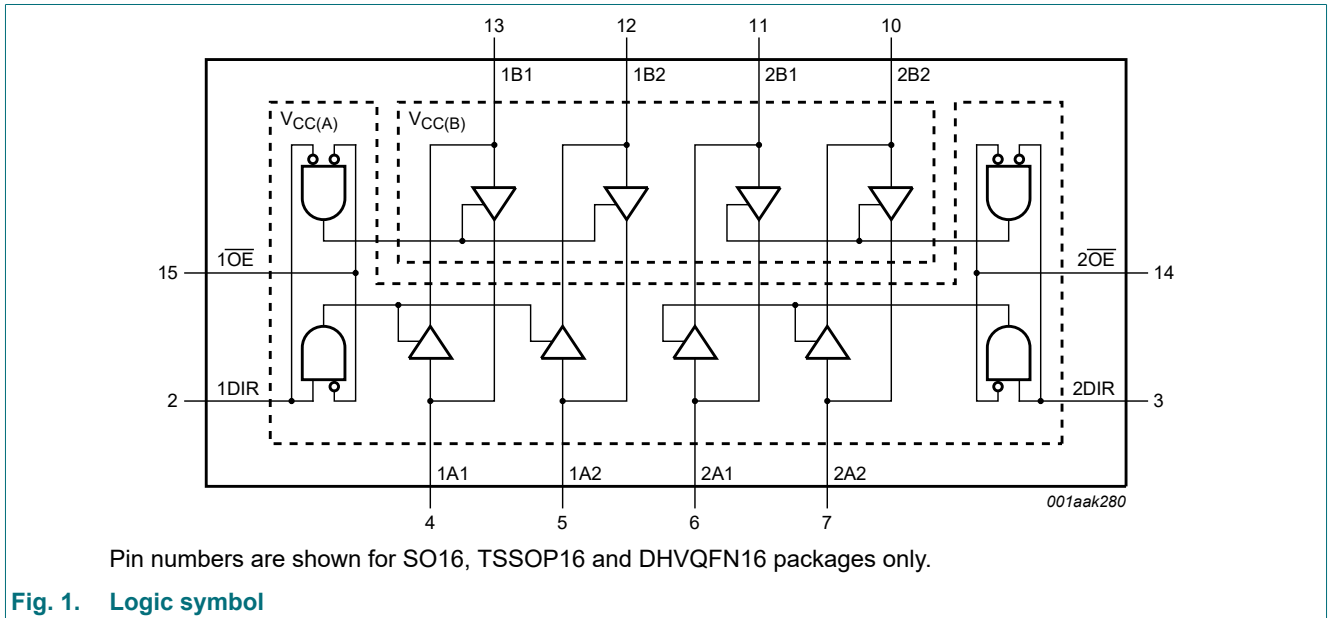 13 12 11 10
1B1 1B2 2B1 2B2
VCC(A) VCC(B)
15 1OE 2OE 14
2 1DIR 2DIR 3
1A1 1A2 2A1 2A2
001aak280
4 5 6 7
Pin numbers are shown for SO16, TSSOP16 and DHVQFN16 packages only.
Fig. 1. Logic symbol